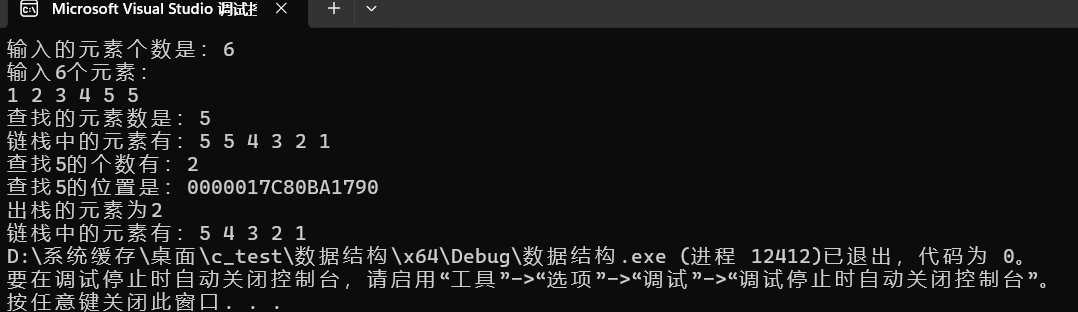 Microsoft Visual Studio 调试
输入的元素个数是: 6
输入6个元素:
1 2 3 4 5 5
查找的元素数是: 5
链栈中的元素有: 5 5 4 3 2 1
查找5的个数有: 2
查找5的位置是: 0000017C80BA1790
出栈的元素为2
链栈中的元素有: 5 4 3 2 1
D:\系统缓存\桌面\c_test\数据结构\x64\Debug\数据结构.exe (进程 12412)已退出，代码为 0。
要在调试停止时自动关闭控制台，请启用“工具”->“选项”->“调试”->“调试停止时自动关闭控制台”。
按任意键关闭此窗口. . .